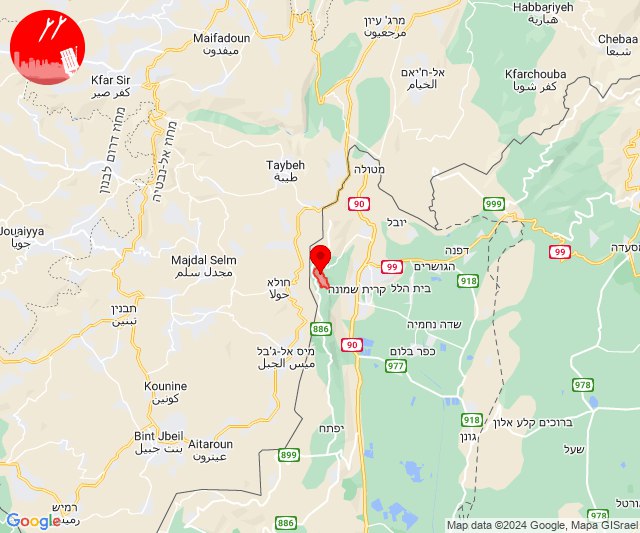 Habbariyeh
هبارية
Maifadoun
ميفدون
מרג' עיון
مرجعيون
Chebaa
شبعا
Kfar Sir
كفر صير
אל-ח'יאם
الخيام
Kfarchouba
كفر شوبا
מחוז דרום לבנון
מחוז אל-נבטיה
Taybeh
طيبة
מטולה
90
999
Jouaiyya
جويا
יובל
99
דפנה
הגושרים
מסעדה
Majdal Selm
مجدل سلم
99
918
חולא
حولا
קרית שמונה
בית הלל
תבנין
تبنين
886
שדה נחמיה
מיס אל-ג'בל
ميس الجبل
90
כפר בלום
977
Kounine
كونين
978
918
ברוכים קלע אלון
Bint Jbeil
بنت جبيل
Aitaroun
عيترون
יפתח
גונן
שעל
899
רמיש
886
978
Google
Map data ©2024 Google, Mapa GISrael